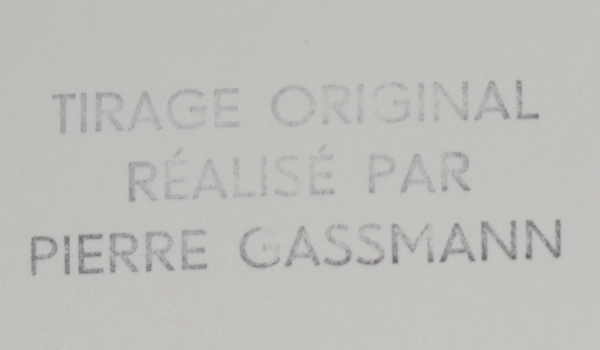 TIRAGE ORIGINAL
RÉALISÉ PAR
PIERRE GASSMANN